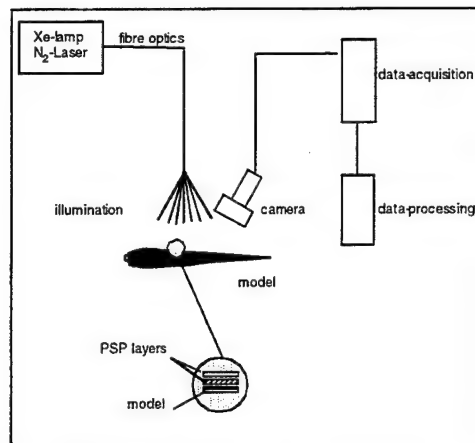 Xe-lamp
N2-Laser
fibre optics
data-acquisition
illumination
camera
data-processing
model
PSP layers
model